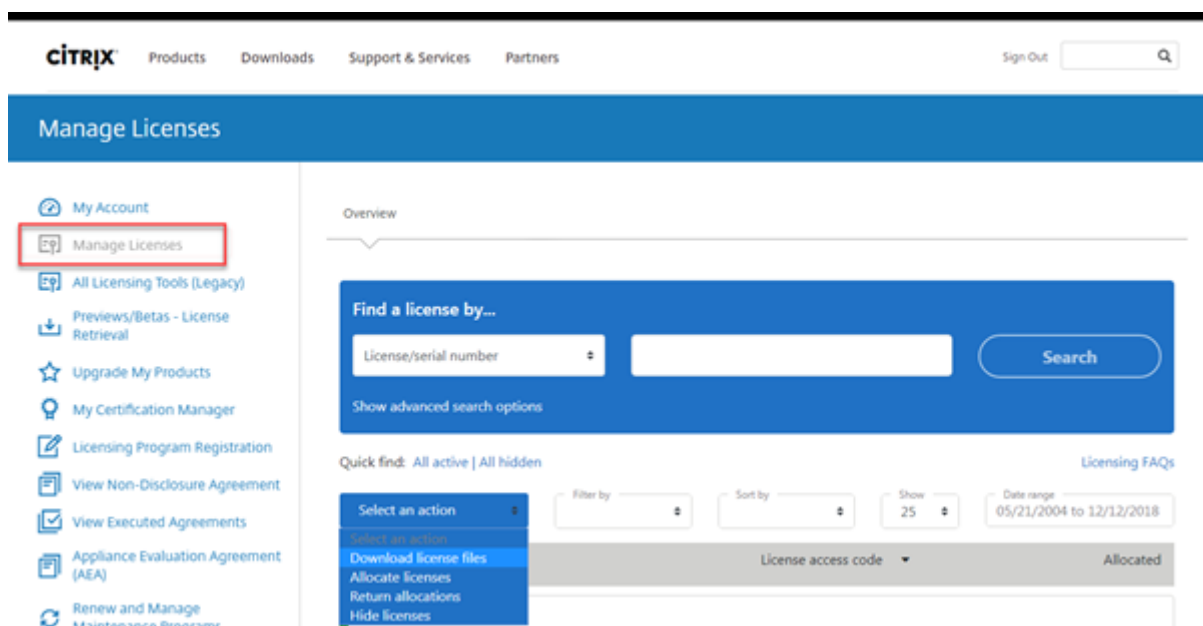 CİTRİX
Products
Downloads
Support & Services
Partners
Sign Out
Manage Licenses
My Account
Manage Licenses
All Licensing Tools (Legacy)
Previews/Betas - License
Retrieval
Upgrade My Products
My Certification Manager
Licensing Program Registration
View Non-Disclosure Agreement
View Executed Agreements
Appliance Evaluation Agreement
(AEA)
Renew and Manage
Maintenance Programs
Overview
Find a license by...
License/serial number
Search
Show advanced search options
Quick find: All active | All hidden
Licensing FAQs
Select an action
Filter by
Sort by
Show
25
Date range
05/21/2004 to 12/12/2018
Select an action
Download license files
Allocate licenses
Return allocations
Hide licenses
License access code
Allocated